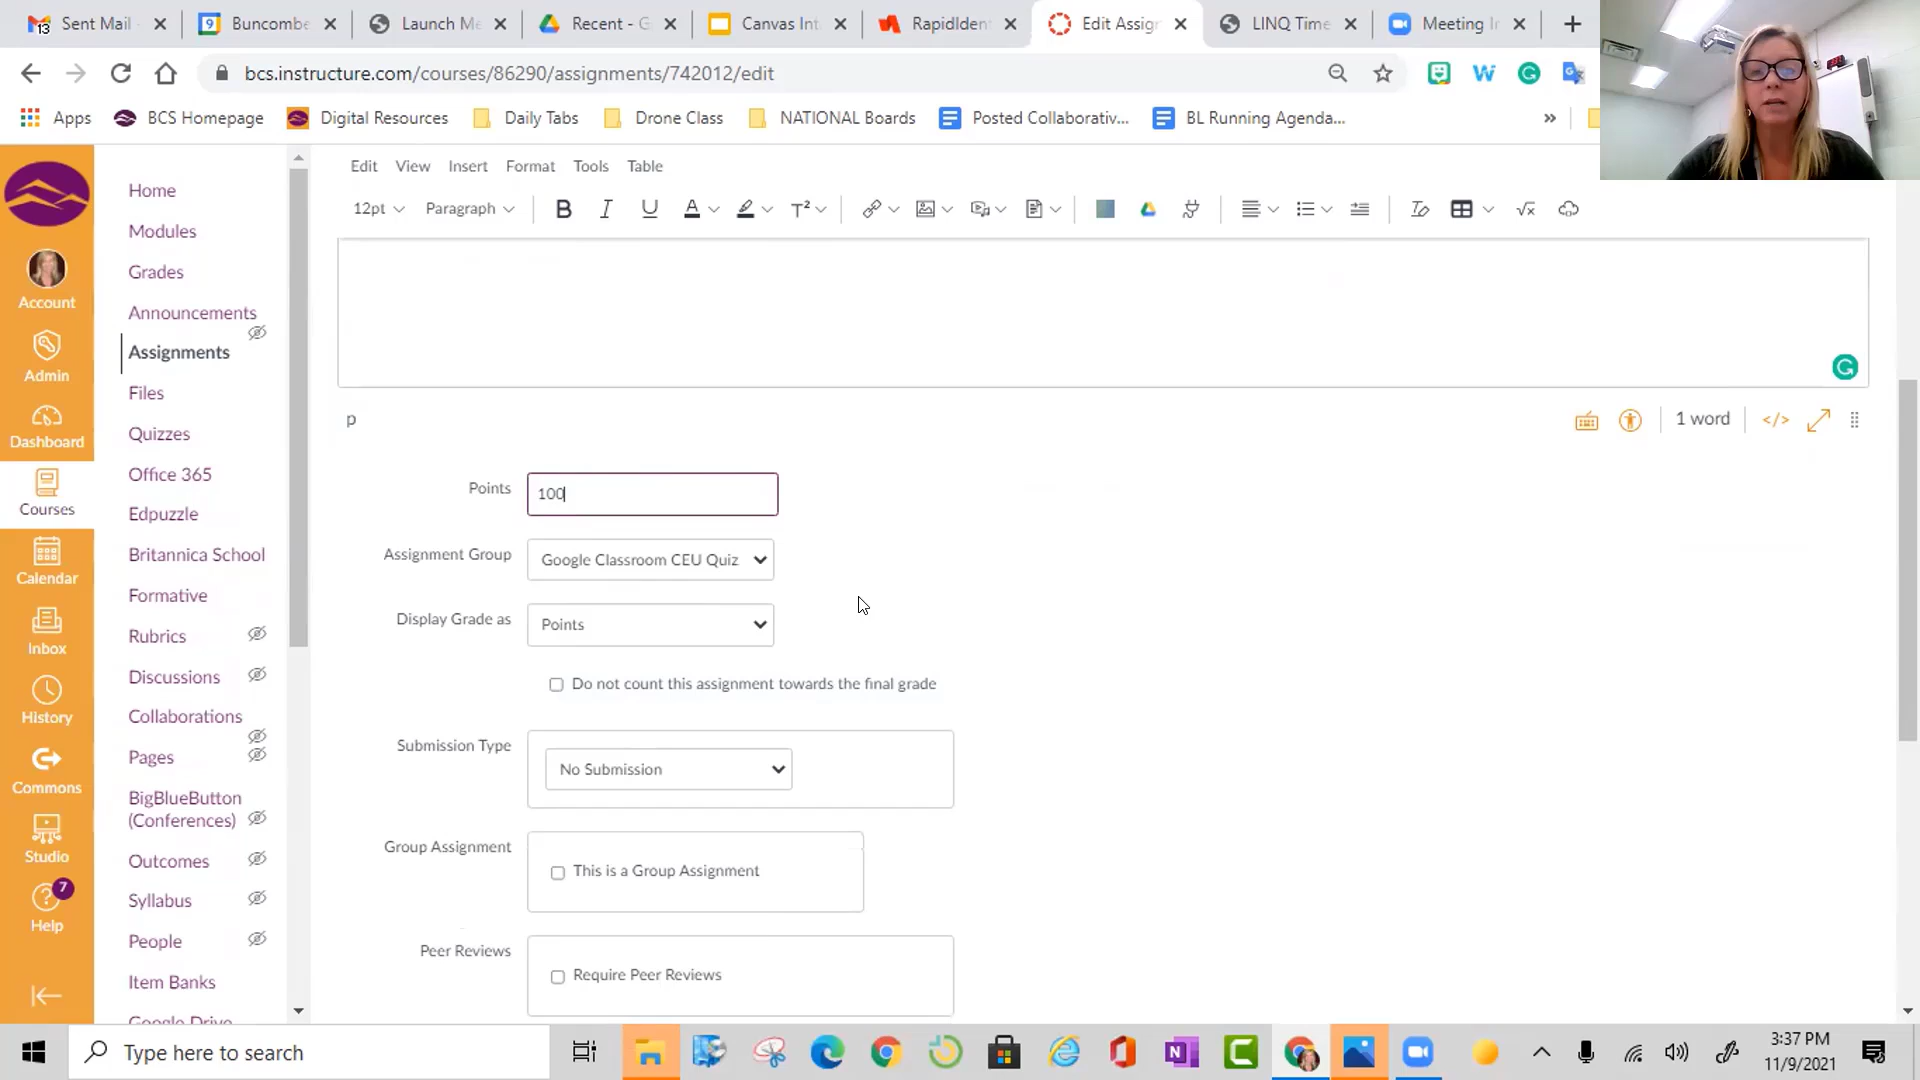 Sent Mail -
Buncombe
Launch Me
Recent - G
Canvas Int
RapidIdent
Edit Assign
LINQ Time
Meeting I
bcs.instructure.com/courses/86290/assignments/742012/edit
Apps
BCS Homepage
Digital Resources
Daily Tabs
Drone Class
NATIONAL Boards
Posted Collaborativ...
BL Running Agenda...
Edit View Insert Format Tools Table
12pt Paragraph
p
1 word
Points 100
Assignment Group Google Classroom CEU Quiz
Display Grade as Points
Do not count this assignment towards the final grade
Submission Type No Submission
Group Assignment This is a Group Assignment
Peer Reviews Require Peer Reviews
Account
Admin
Dashboard
Courses
Calendar
Inbox
History
Commons
Studio
7
Help
Home
Modules
Grades
Announcements
Assignments
Files
Quizzes
Office 365
Edpuzzle
Britannica School
Formative
Rubrics
Discussions
Collaborations
Pages
BigBlueButton
(Conferences)
Outcomes
Syllabus
People
Item Banks
Google Drive
Type here to search
3:37 PM
11/9/2021